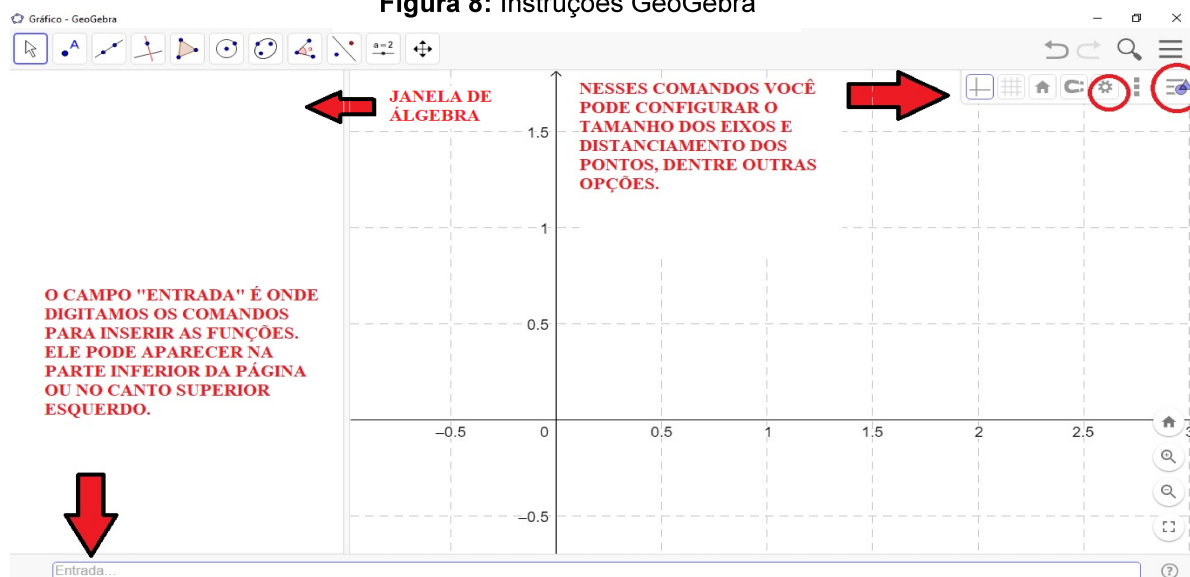 Figura 8: Instruções GeoGebra
Gráfico - GeoGebra
A
a=2
JANELA DE
ÁLGEBRA
NESSES COMANDOS VOCÊ
PODE CONFIGURAR O
TAMANHO DOS EIXOS E
DISTANCIAMENTO DOS
PONTOS, DENTRE OUTRAS
OPÇÕES.
1.5
1
0.5
O CAMPO "ENTRADA" É ONDE
DIGITAMOS OS COMANDOS
PARA INSERIR AS FUNÇÕES.
ELE PODE APARECER NA
PARTE INFERIOR DA PÁGINA
OU NO CANTO SUPERIOR
ESQUERDO.
–0.5 0 0.5 1 1.5 2 2.5 3
–0.5
Entrada...
?